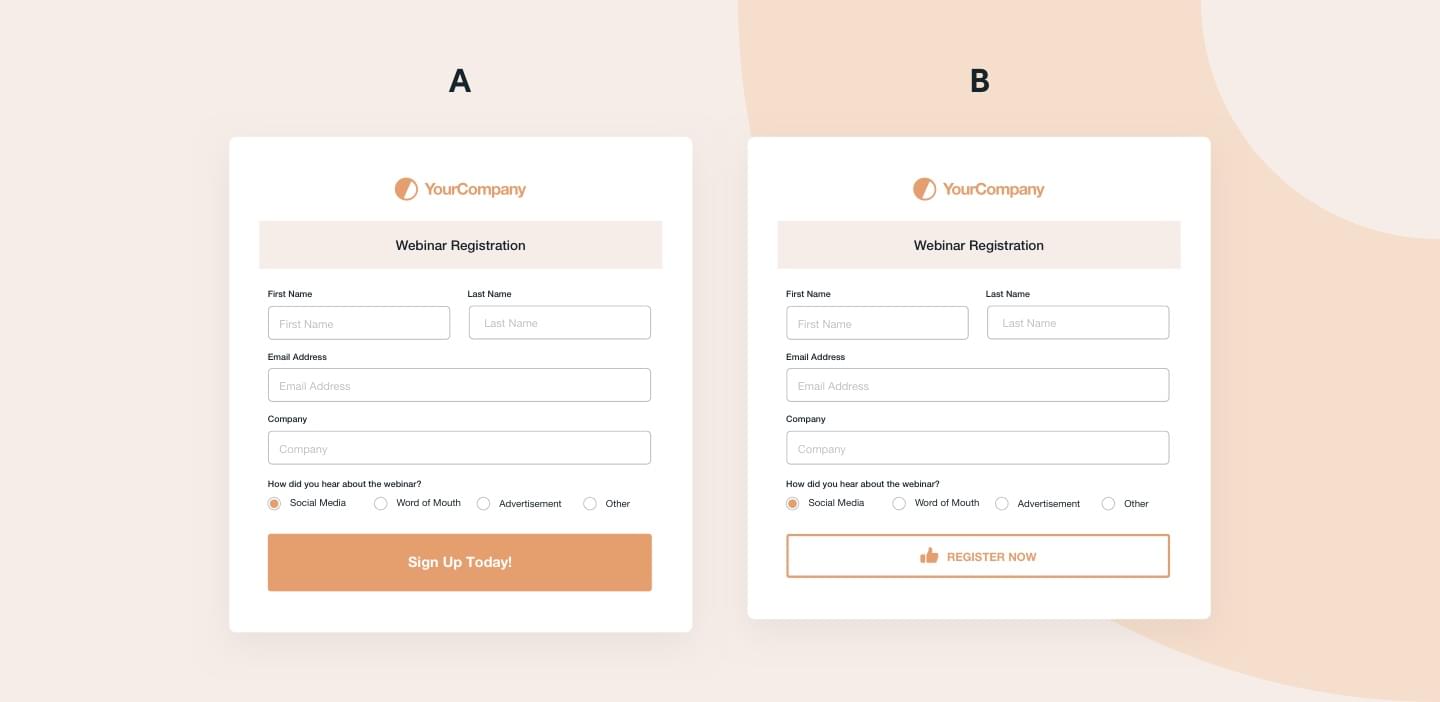 A
YourCompany
Webinar Registration
First Name Last Name
First Name Last Name
Email Address
Email Address
Company
Company
How did you hear about the webinar?
Social Media Word of Mouth Advertisement Other
Sign Up Today!
B
YourCompany
Webinar Registration
First Name Last Name
First Name Last Name
Email Address
Email Address
Company
Company
How did you hear about the webinar?
Social Media Word of Mouth Advertisement Other
REGISTER NOW